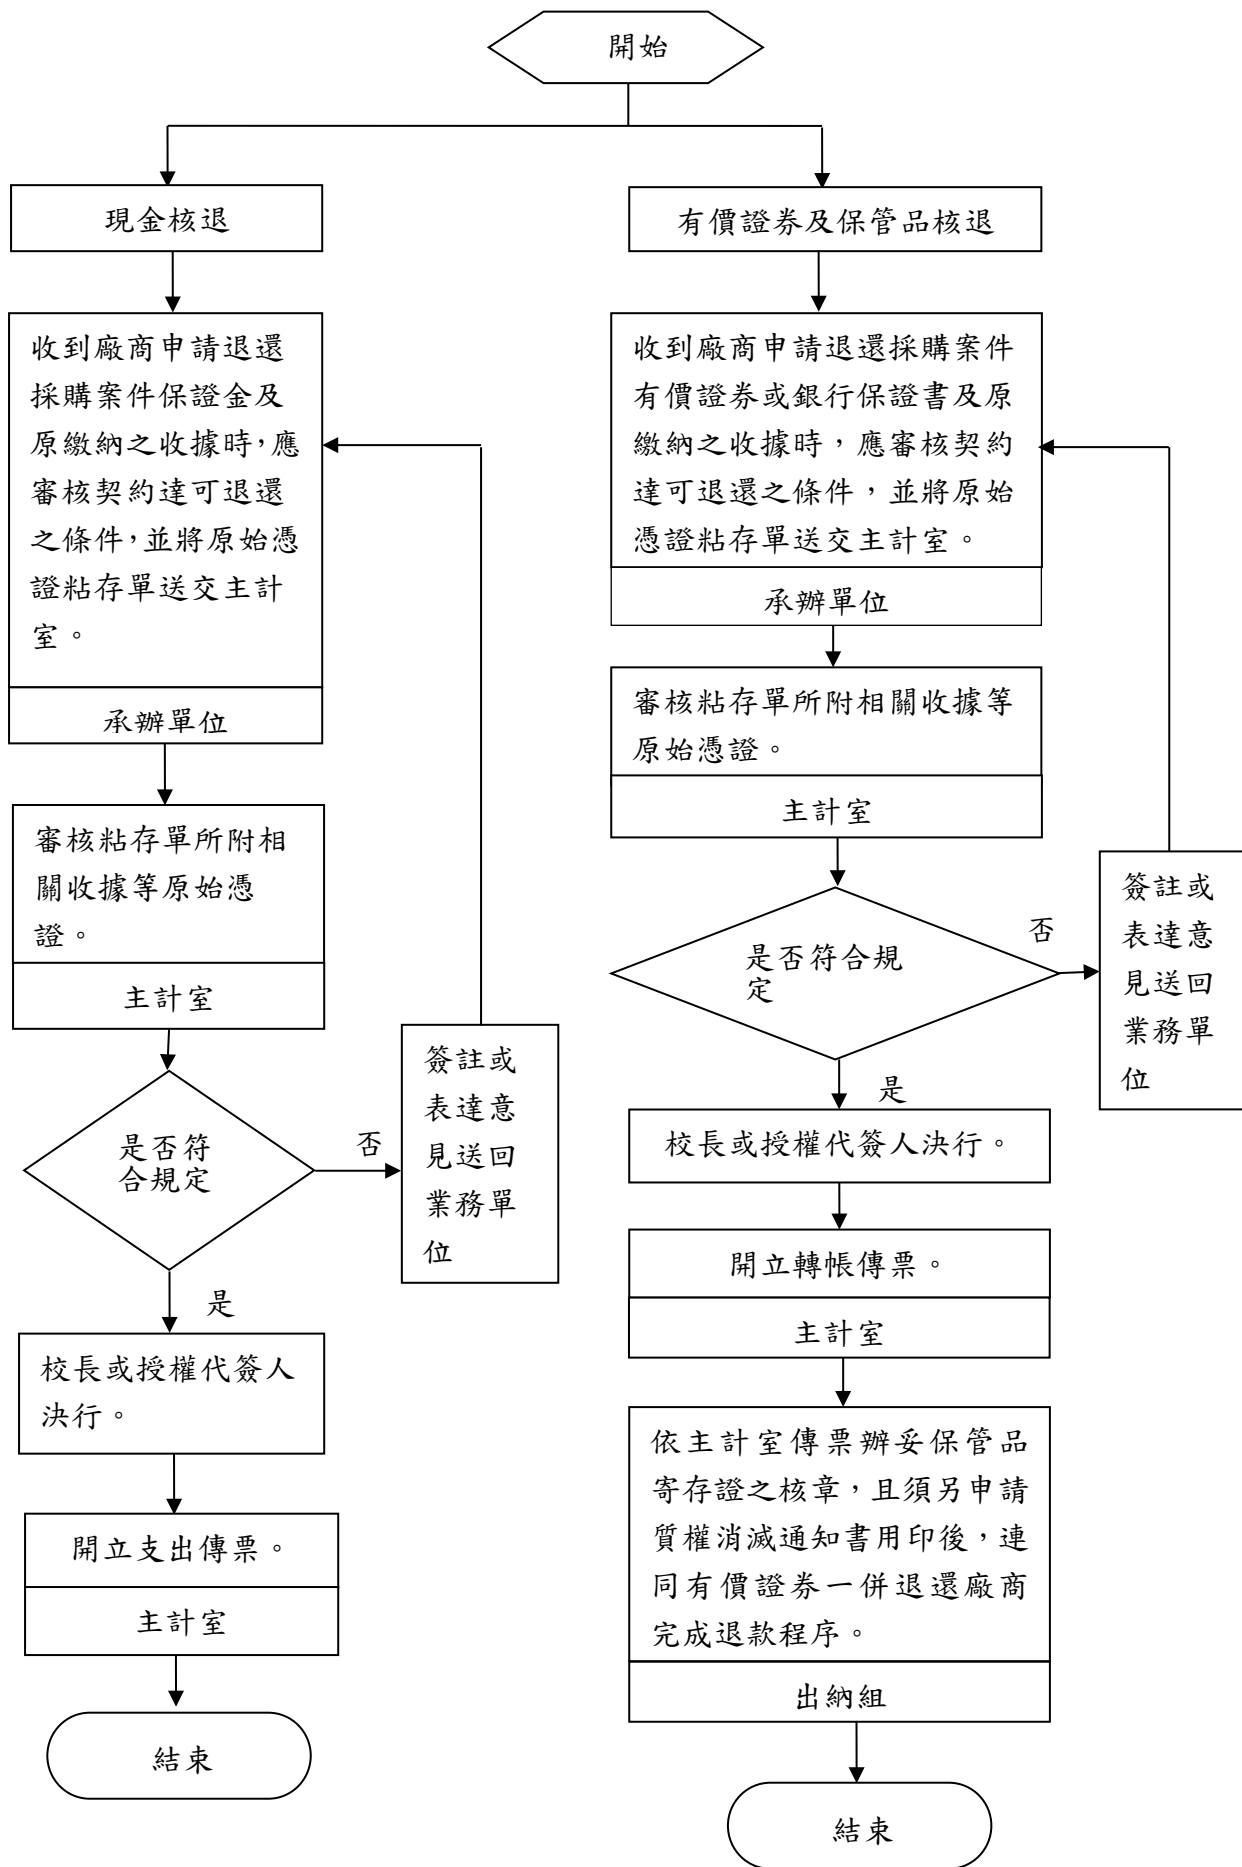 開始
現金核退
收到廠商申請退還
採購案件保證金及
原繳納之收據時,應
審核契約達可退還
之條件,並將原始憑
證粘存單送交主計
室。
承辦單位
審核粘存單所附相
關收據等原始憑
證。
主計室
是否符
合規定
否
簽註或
表達意
見送回
業務單
位
是
校長或授權代簽人
決行。
開立支出傳票。
主計室
結束
有價證券及保管品核退
收到廠商申請退還採購案件
有價證券或銀行保證書及原
繳納之收據時，應審核契約
達可退還之條件，並將原始
憑證粘存單送交主計室。
承辦單位
審核粘存單所附相關收據等
原始憑證。
主計室
是否符合規
定
否
簽註或
表達意
見送回
業務單
位
是
校長或授權代簽人決行。
開立轉帳傳票。
主計室
依主計室傳票辦妥保管品
寄存證之核章，且須另申請
質權消滅通知書用印後，連
同有價證券一併退還廠商
完成退款程序。
出納組
結束